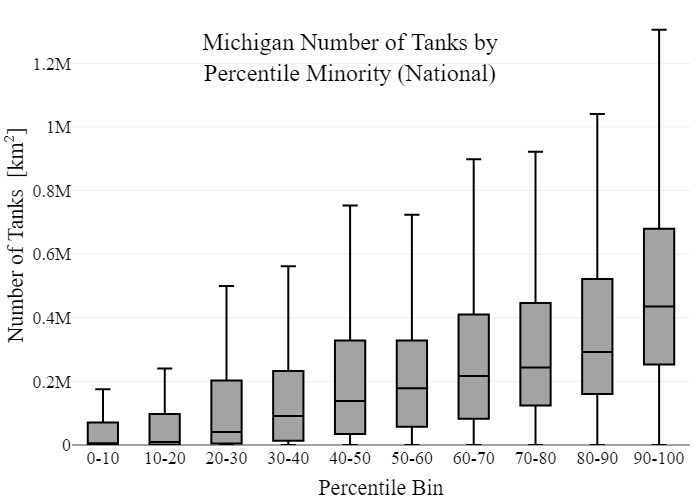 Michigan Number of Tanks by
Percentile Minority (National)
Number of Tanks [km²]
1.2M
1M
0.8M
0.6M
0.4M
0.2M
0
0-10 10-20 20-30 30-40 40-50 50-60 60-70 70-80 80-90 90-100
Percentile Bin